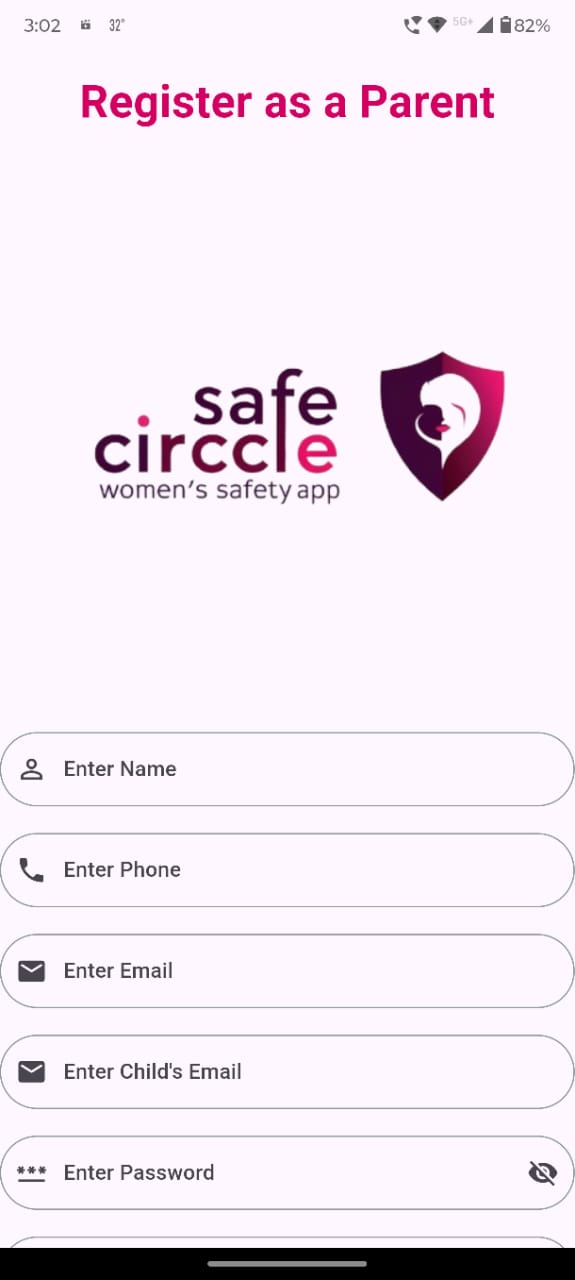 3:02 32° 5G+ 82%
Register as a Parent
safe
circcle
women's safety app
Enter Name
Enter Phone
Enter Email
Enter Child's Email
*** Enter Password